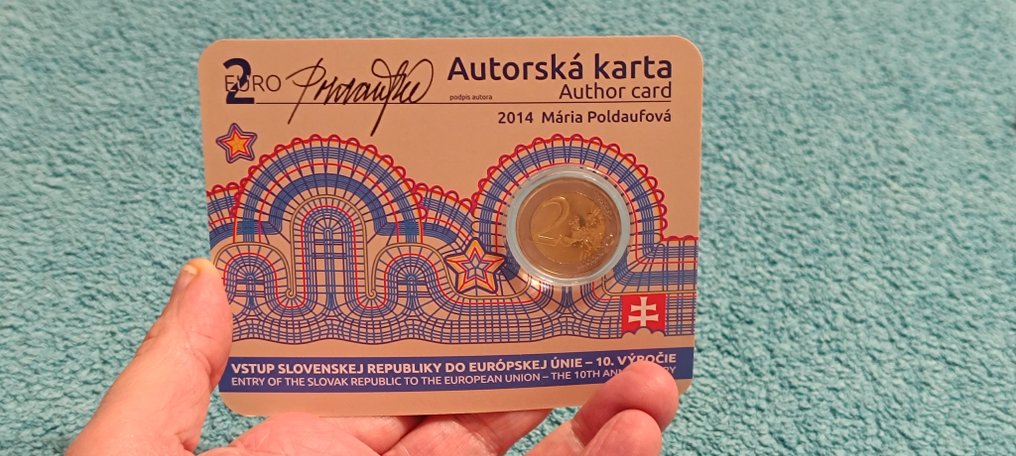 2 EURO
podpis autora
Autorská karta
Author card
2014 Mária Poldaufová
2
VSTUP SLOVENSKEJ REPUBLIKY DO EURÓPSKEJ ÚNIE – 10. VÝROČIE
ENTRY OF THE SLOVAK REPUBLIC TO THE EUROPEAN UNION – THE 10TH